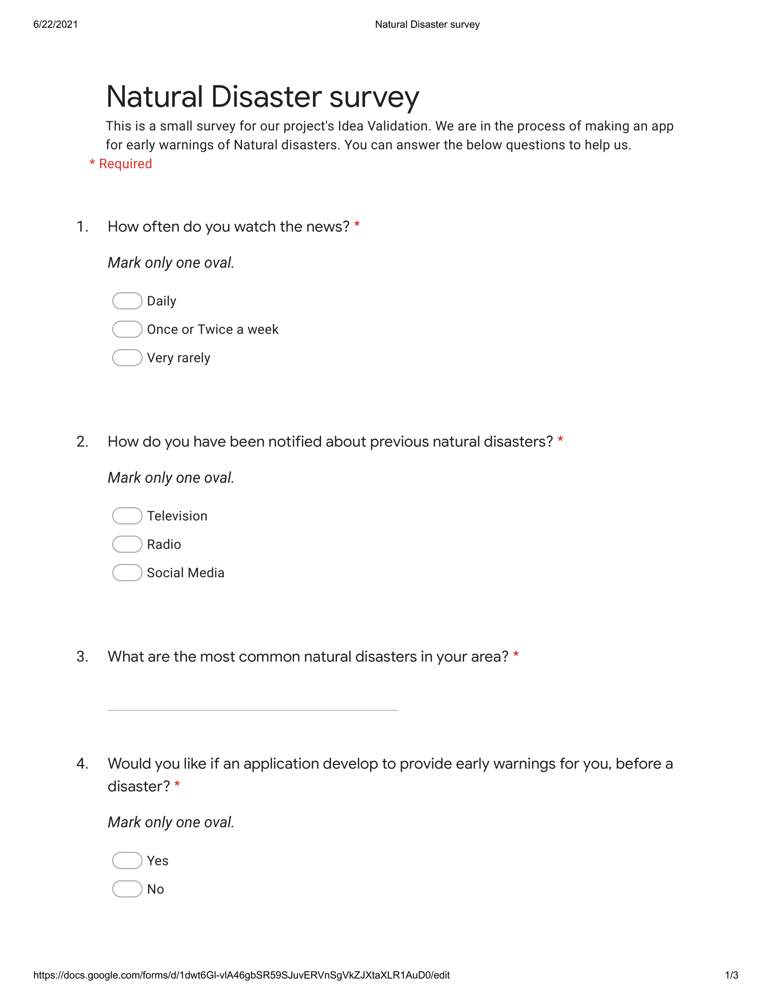 6/22/2021 Natural Disaster survey
Natural Disaster survey
This is a small survey for our project's Idea Validation. We are in the process of making an app
for early warnings of Natural disasters. You can answer the below questions to help us.
* Required
1. How often do you watch the news? *
Mark only one oval.
Daily
Once or Twice a week
Very rarely
2. How do you have been notified about previous natural disasters? *
Mark only one oval.
Television
Radio
Social Media
3. What are the most common natural disasters in your area? *
4. Would you like if an application develop to provide early warnings for you, before a
disaster? *
Mark only one oval.
Yes
No
https://docs.google.com/forms/d/1dwt6Gl-vlA46gbSR59SJuvERVnSgVkZJXtaXLR1AuD0/edit 1/3